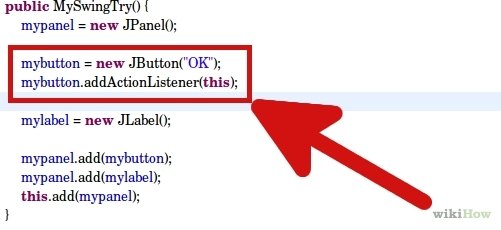 public MySwingTry() {
mypanel = new JPanel();
mybutton = new JButton("OK");
mybutton.addActionListener(this);
mylabel = new JLabel();
mypanel.add(mybutton);
mypanel.add(mylabel);
this.add(mypanel);
}
wikiHow